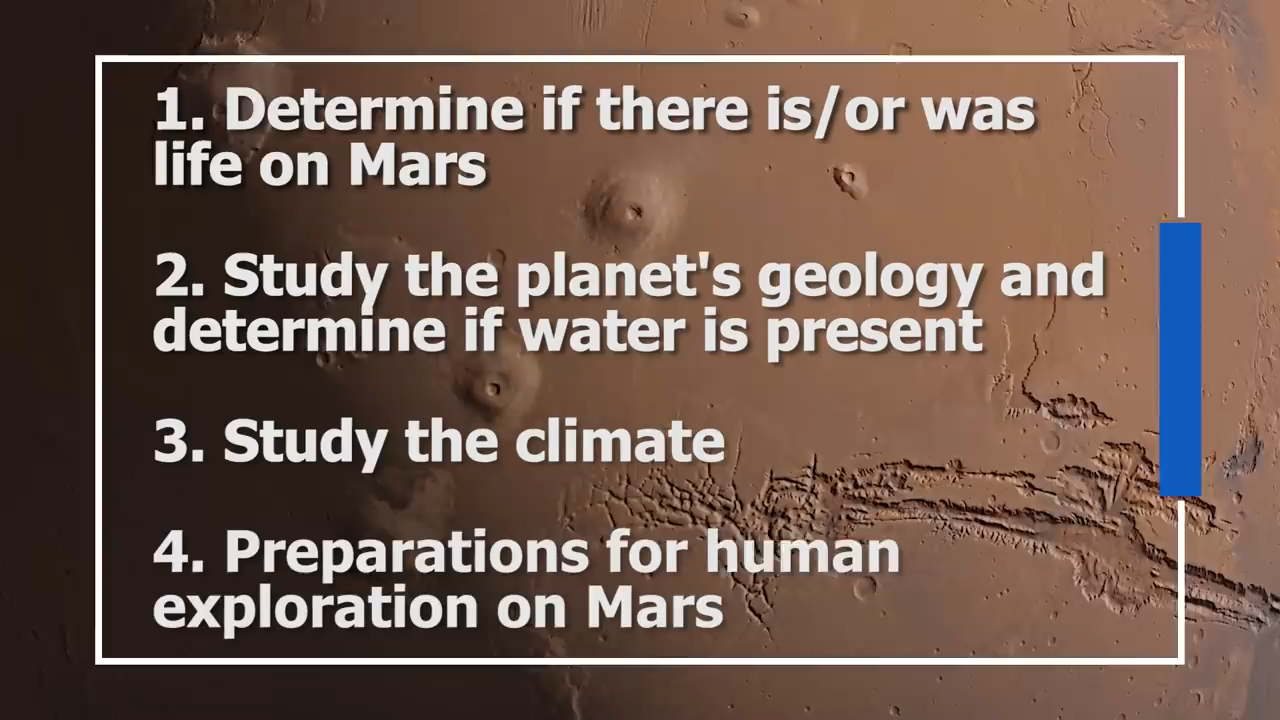 1. Determine if there is/or was
life on Mars
2. Study the planet's geology and
determine if water is present
3. Study the climate
4. Preparations for human
exploration on Mars